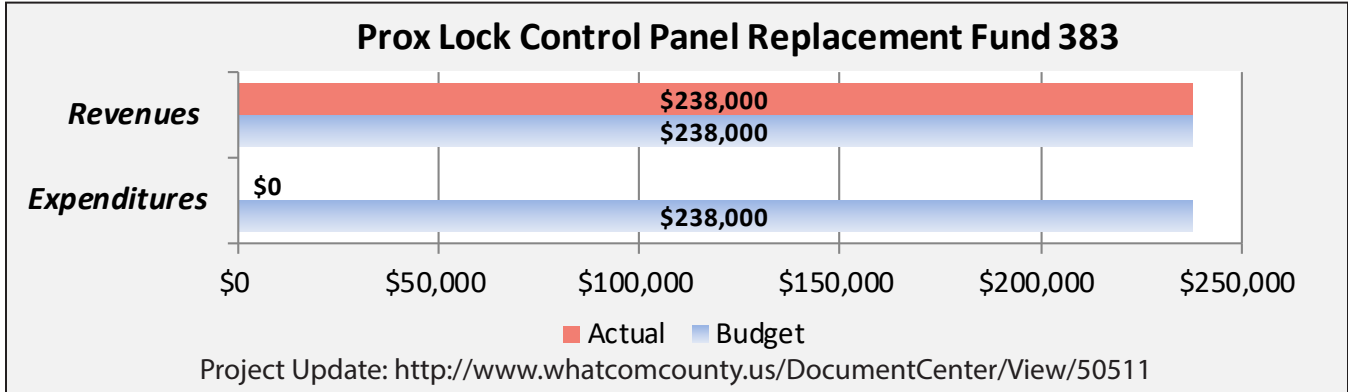 Prox Lock Control Panel Replacement Fund 383
Revenues
$238,000
$238,000
Expenditures
$0
$238,000
$0 $50,000 $100,000 $150,000 $200,000 $250,000
Actual Budget
Project Update: http://www.whatcomcounty.us/DocumentCenter/View/50511